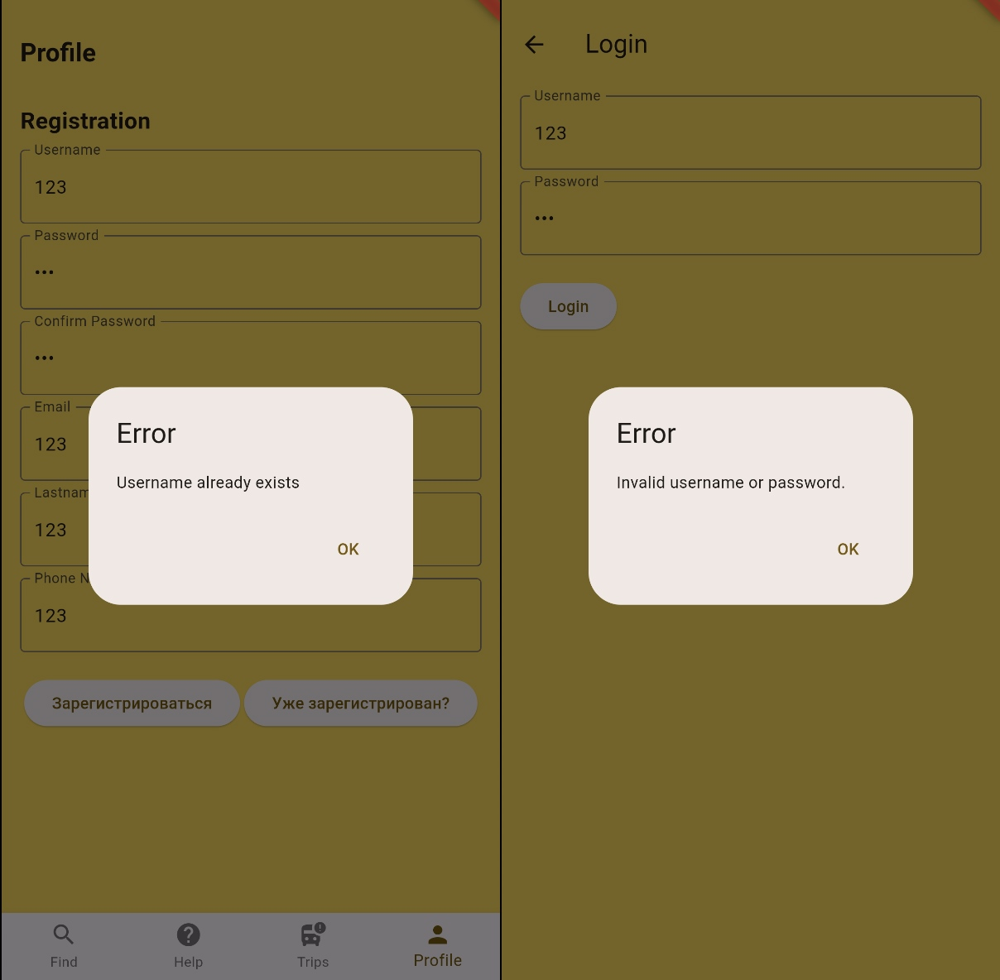 Profile
Registration
Username
123
Password
•••
Confirm Password
•••
Email
123
Lastnam
123
Phone N
123
Error
Username already exists
OK
Зарегистрироваться
Уже зарегистрирован?
Find
Help
Trips
Profile
Login
Username
123
Password
•••
Login
Error
Invalid username or password.
OK